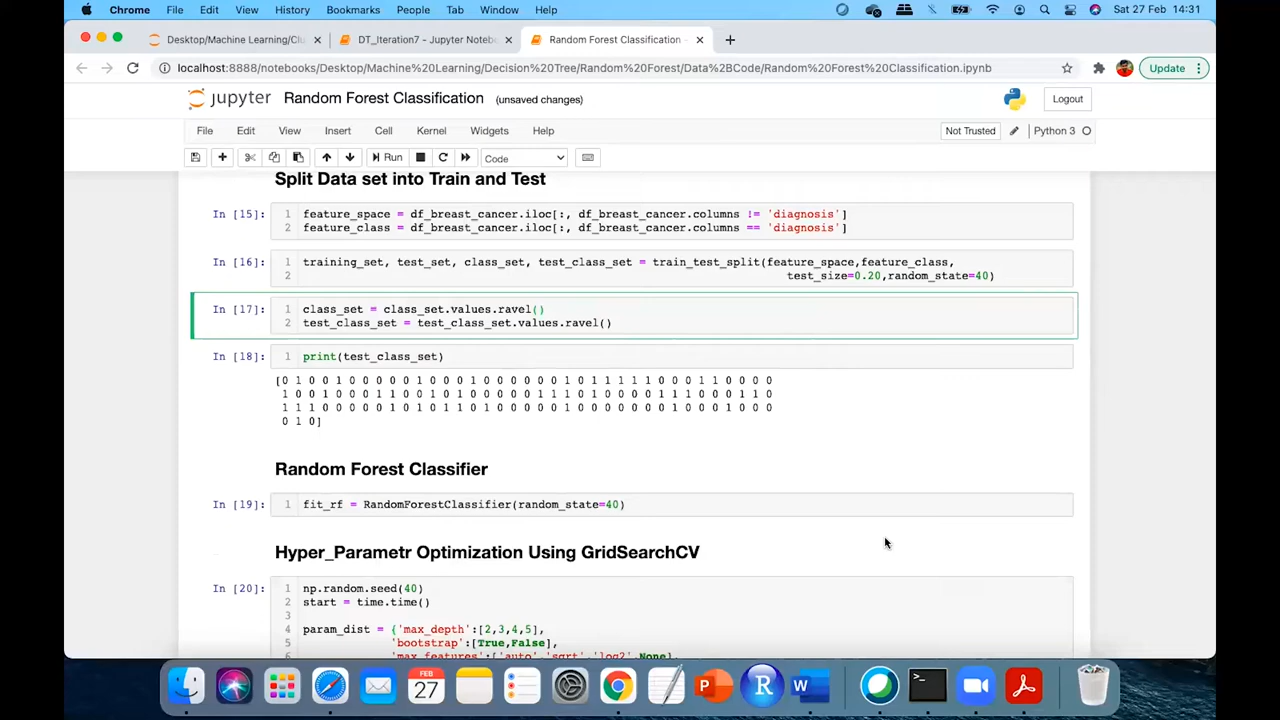 Chrome File Edit View History Bookmarks People Tab Window Help Sat 27 Feb 14:31
Desktop/Machine Learning/Clu DT_Iteration7 - Jupyter Notebo Random Forest Classification -
localhost:8888/notebooks/Desktop/Machine%20Learning/Decision%20Tree/Random%20Forest/Data%2BCode/Random%20Forest%20Classification.ipynb Update
jupyter Random Forest Classification (unsaved changes) Logout
File Edit View Insert Cell Kernel Widgets Help Not Trusted Python 3
Run Code
Split Data set into Train and Test
In [15]: 1 feature_space = df_breast_cancer.iloc[:, df_breast_cancer.columns != 'diagnosis']
2 feature_class = df_breast_cancer.iloc[:, df_breast_cancer.columns == 'diagnosis']
In [16]: 1 training_set, test_set, class_set, test_class_set = train_test_split(feature_space,feature_class,
2 test_size=0.20,random_state=40)
In [17]: 1 class_set = class_set.values.ravel()
2 test_class_set = test_class_set.values.ravel()
In [18]: 1 print(test_class_set)
[0 1 0 0 1 0 0 0 0 0 1 0 0 0 1 0 0 0 0 0 0 1 0 1 1 1 1 1 0 0 0 1 1 0 0 0 0
1 0 0 1 0 0 0 1 1 0 0 1 0 0 0 0 0 0 1 1 1 0 1 0 0 0 0 0 1 1 0 0 0 1 1 0
1 1 1 0 0 0 0 0 1 0 1 0 1 1 0 1 0 0 0 0 0 1 0 0 0 0 0 0 0 1 0 0 0 1 0 0 0
0 1 0]
Random Forest Classifier
In [19]: 1 fit_rf = RandomForestClassifier(random_state=40)
Hyper_Parametr Optimization Using GridSearchCV
In [20]: 1 np.random.seed(40)
2 start = time.time()
3
4 param_dist = {'max_depth':[2,3,4,5],
5 'bootstrap':[True,False],
6 'max_features':['auto','sqrt','log2',None],
FEB
27